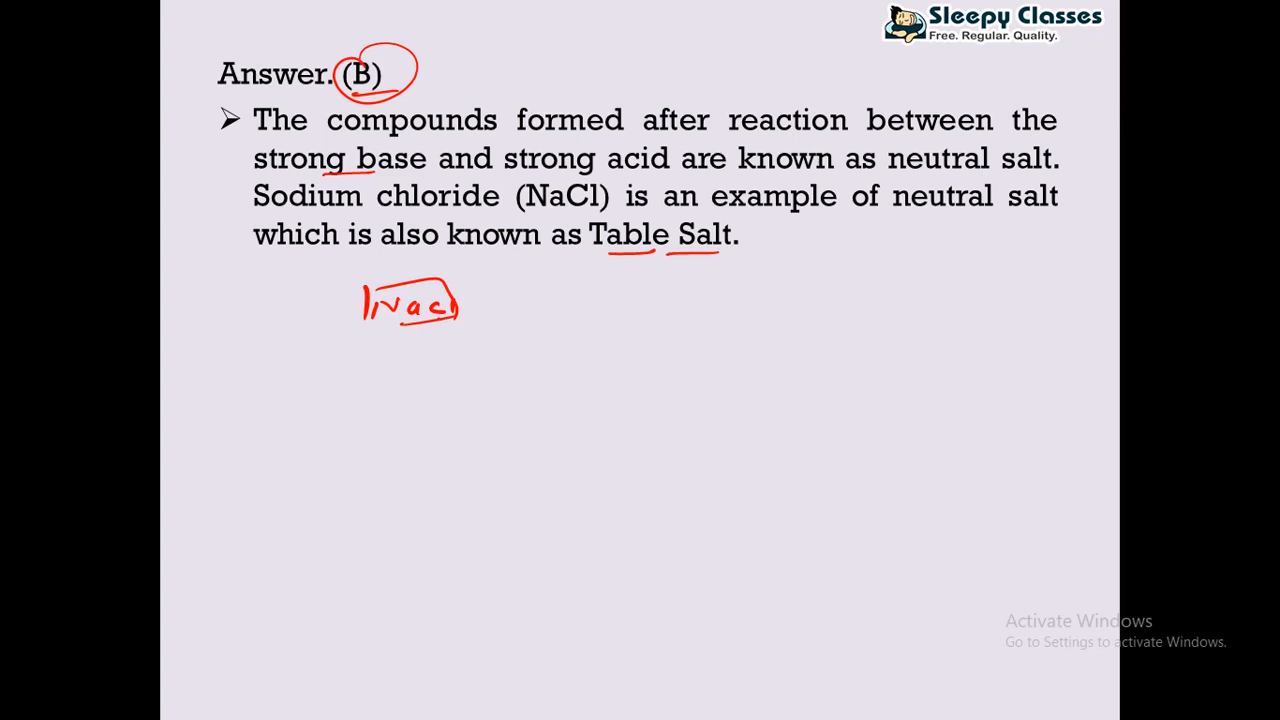 Sleepy Classes
Free. Regular. Quality.
Answer. (B)
➢ The compounds formed after reaction between the
strong base and strong acid are known as neutral salt.
Sodium chloride (NaCl) is an example of neutral salt
which is also known as Table Salt.
Nacl
Activate Windows
Go to Settings to activate Windows.